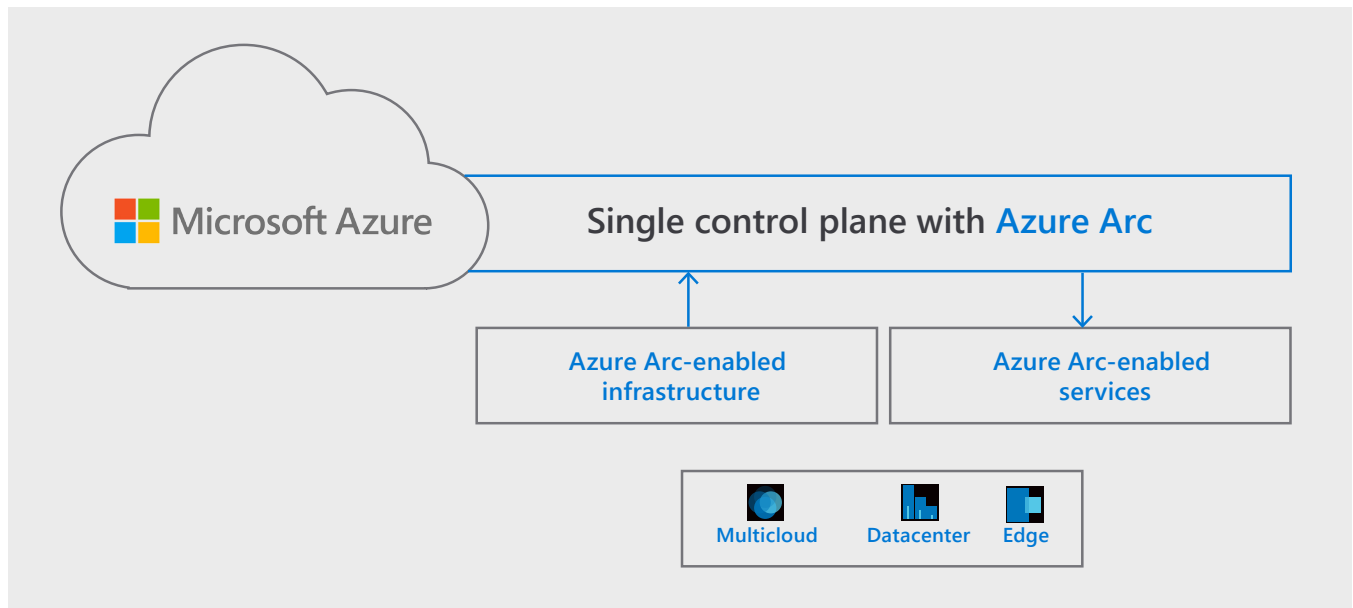 Microsoft Azure
Single control plane with Azure Arc
Azure Arc-enabled
infrastructure
Azure Arc-enabled
services
Multicloud
Datacenter
Edge